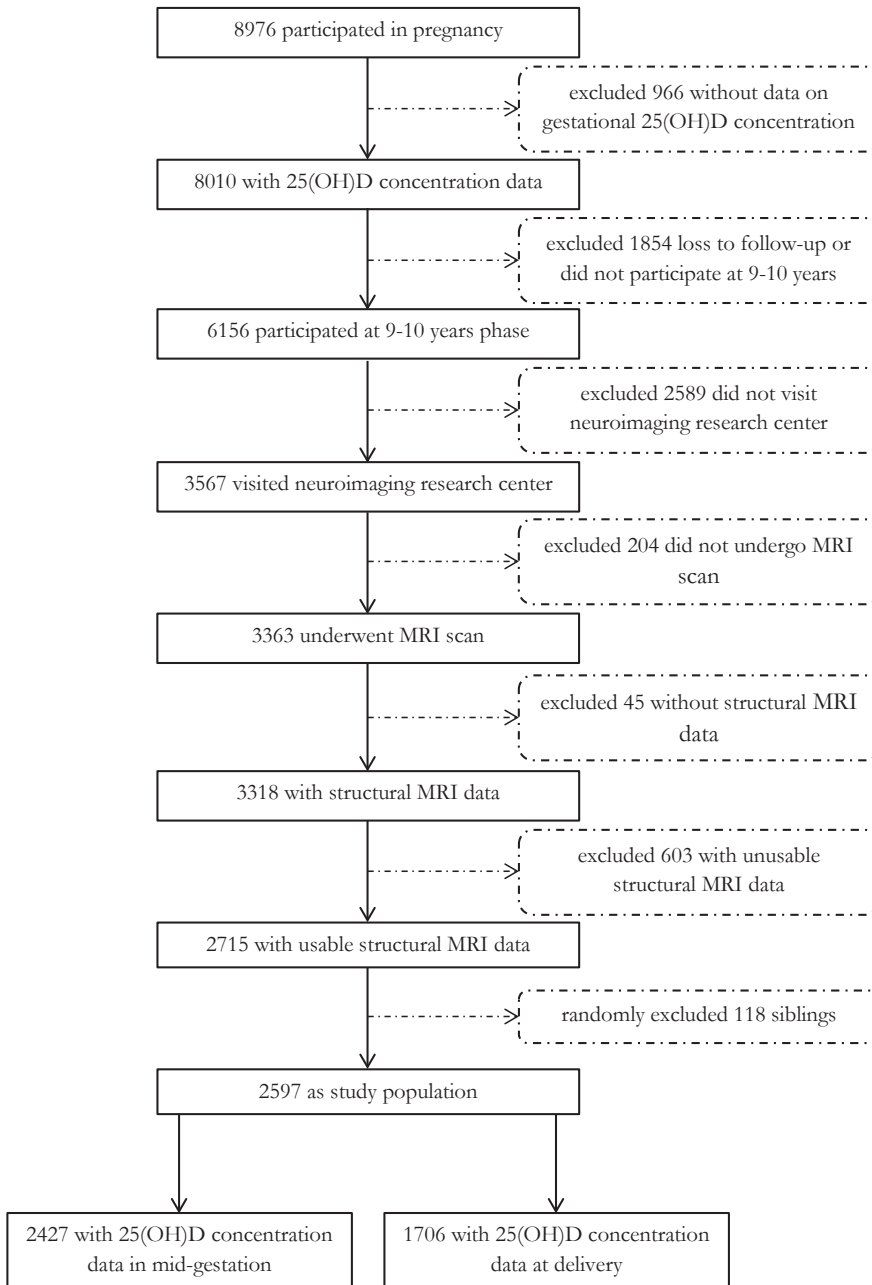 8976 participated in pregnancy
excluded 966 without data on
gestational 25(OH)D concentration
8010 with 25(OH)D concentration data
excluded 1854 loss to follow-up or
did not participate at 9-10 years
6156 participated at 9-10 years phase
excluded 2589 did not visit
neuroimaging research center
3567 visited neuroimaging research center
excluded 204 did not undergo MRI
scan
3363 underwent MRI scan
excluded 45 without structural MRI
data
3318 with structural MRI data
excluded 603 with unusable
structural MRI data
2715 with usable structural MRI data
randomly excluded 118 siblings
2597 as study population
2427 with 25(OH)D concentration
data in mid-gestation
1706 with 25(OH)D concentration
data at delivery